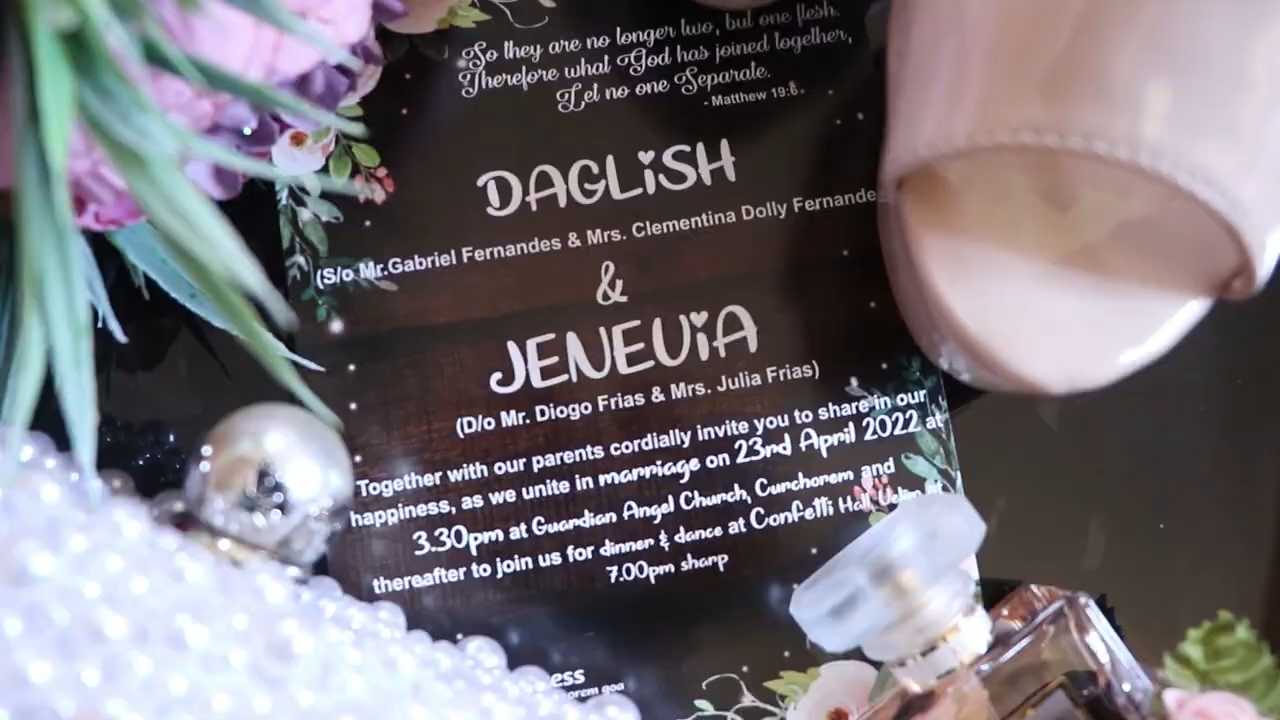 So they are no longer two, but one flesh.
Therefore what God has joined together,
Let no one Separate.
- Matthew 19:6
DAGLiSH
(S/o Mr.Gabriel Fernandes & Mrs. Clementina Dolly Fernande
&
JENEViA
(D/o Mr. Diogo Frias & Mrs. Julia Frias)
Together with our parents cordially invite you to share in our
happiness, as we unite in marriage on 23rd April 2022 at
3.30pm at Guardian Angel Church, Curchorem and
thereafter to join us for dinner & dance at Confetti Hall,
7.00pm sharp
ess
orem goa